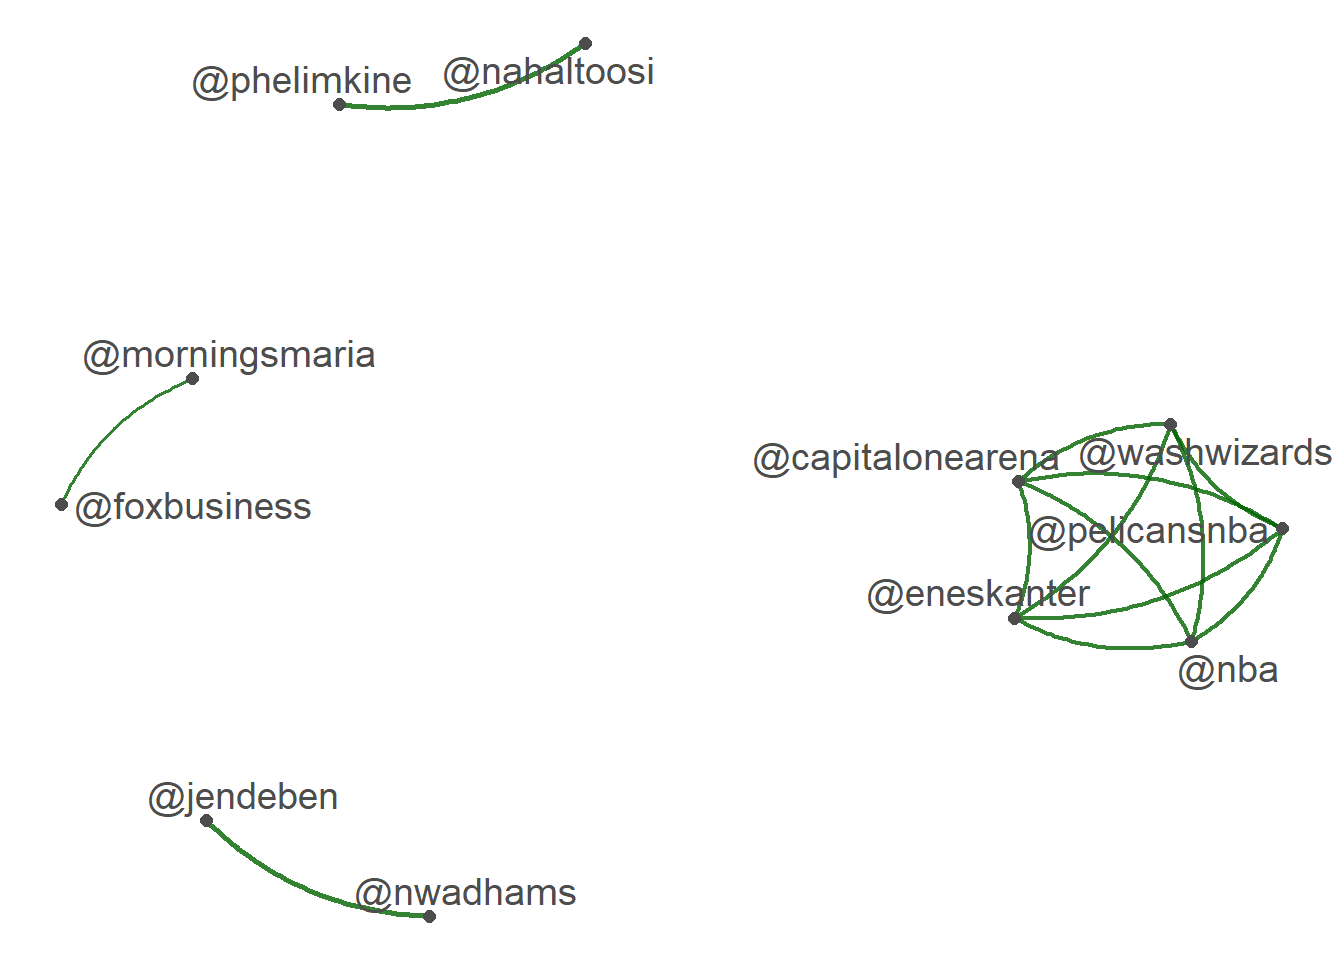 @phelimkine
@nahaltoosi
@morningsmaria
@foxbusiness
@capitalonearena
@washwizards
@pelicansnba
@eneskanter
@nba
@jendeben
@nwadhams